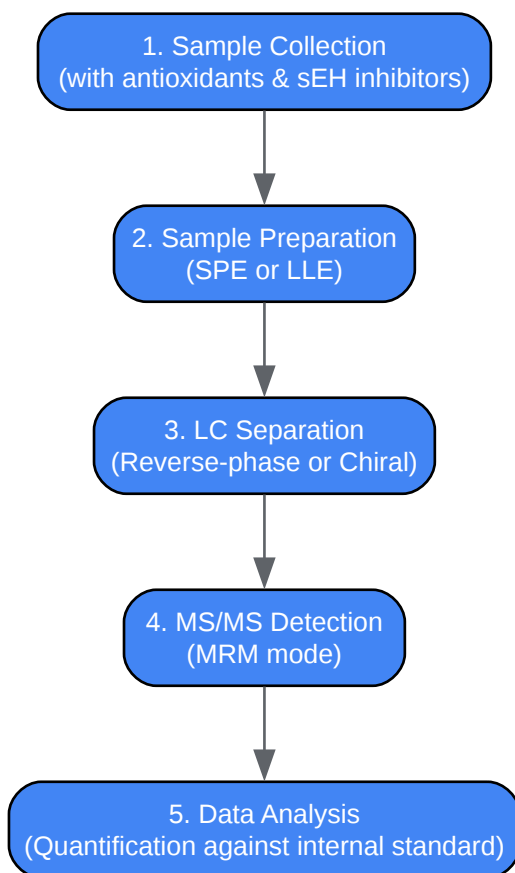 1. Sample Collection
(with antioxidants & sEH inhibitors)
2. Sample Preparation
(SPE or LLE)
3. LC Separation
(Reverse-phase or Chiral)
4. MS/MS Detection
(MRM mode)
5. Data Analysis
(Quantification against internal standard)